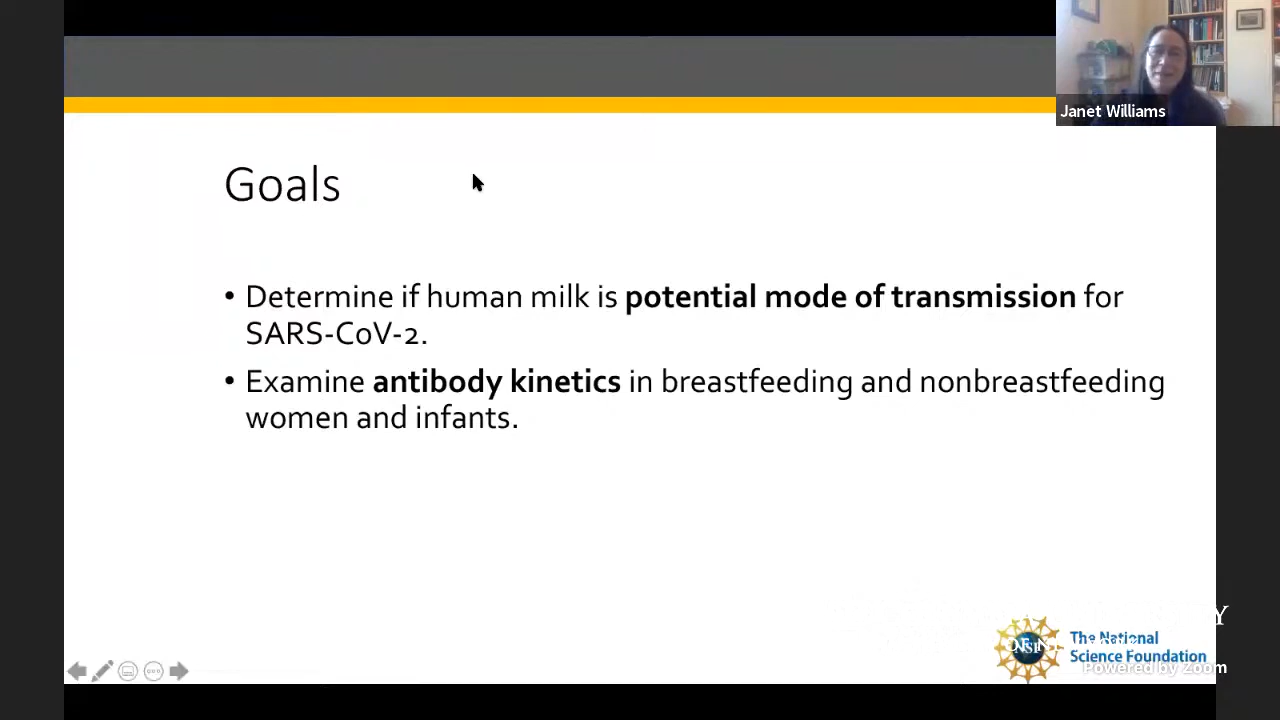 Janet Williams
Goals
• Determine if human milk is potential mode of transmission for
SARS-CoV-2.
• Examine antibody kinetics in breastfeeding and nonbreastfeeding
women and infants.
The National
Science Foundation
Powered by Zoom